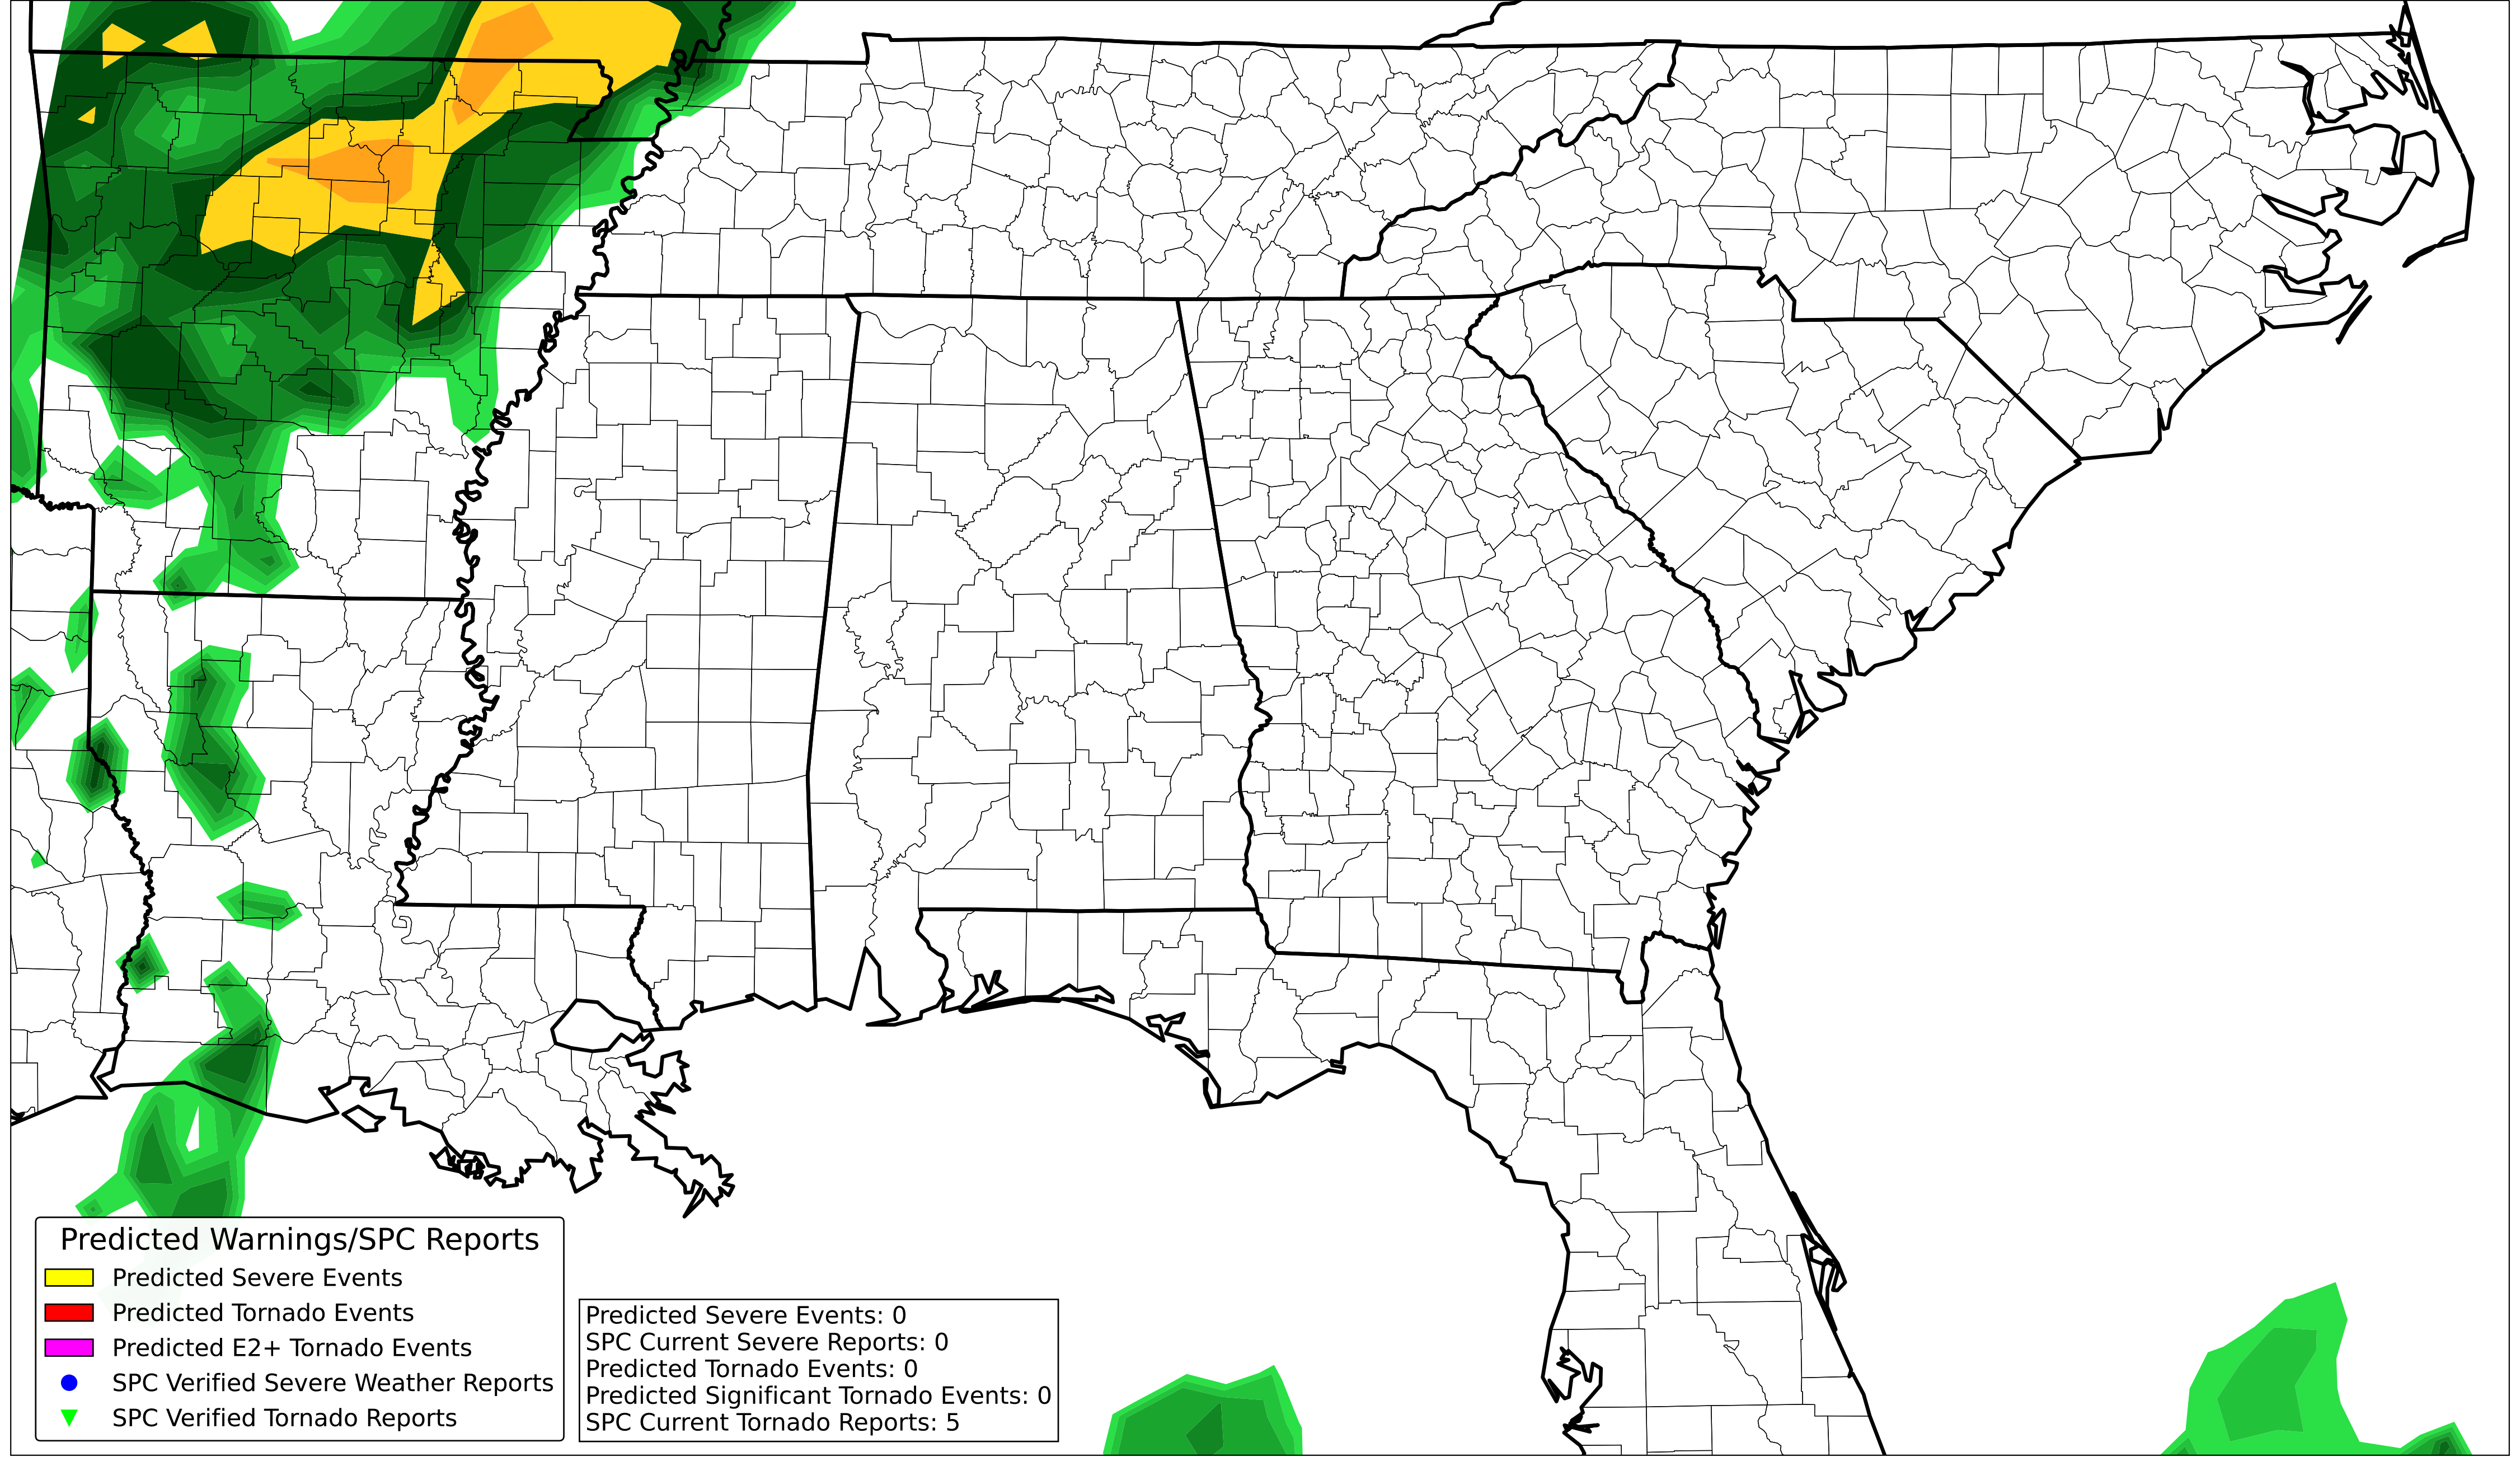 Predicted Warnings/SPC Reports
Predicted Severe Events
Predicted Tornado Events
Predicted E2+ Tornado Events
SPC Verified Severe Weather Reports
SPC Verified Tornado Reports
Predicted Severe Events: 0
SPC Current Severe Reports: 0
Predicted Tornado Events: 0
Predicted Significant Tornado Events: 0
SPC Current Tornado Reports: 5